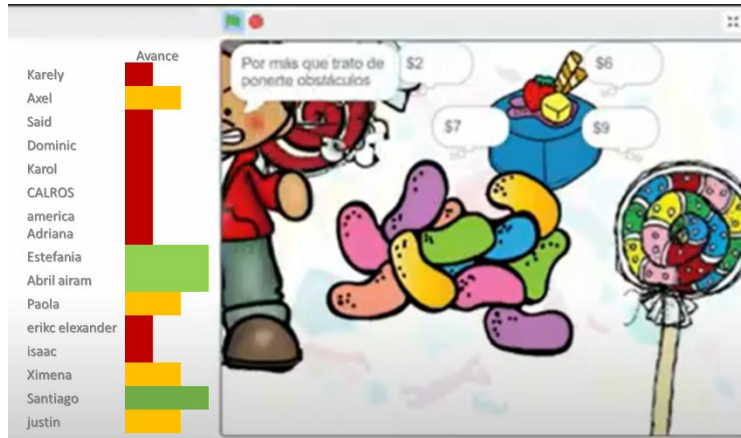 Avance
Karely
Axel
Said
Dominic
Karol
CALROS
america
Adriana
Estefania
Abril airam
Paola
erikc elexander
isaac
Ximena
Santiago
justin
Por más que trato de
ponerte obstáculos
$2
$6
$7
$9